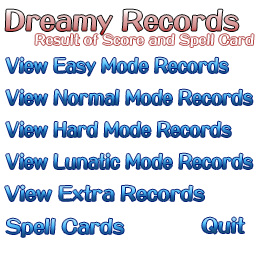 Dreamy Records
Result of Score and Spell Card
View Easy Mode Records
View Normal Mode Records
View Hard Mode Records
View Lunatic Mode Records
View Extra Records
Spell Cards Quit